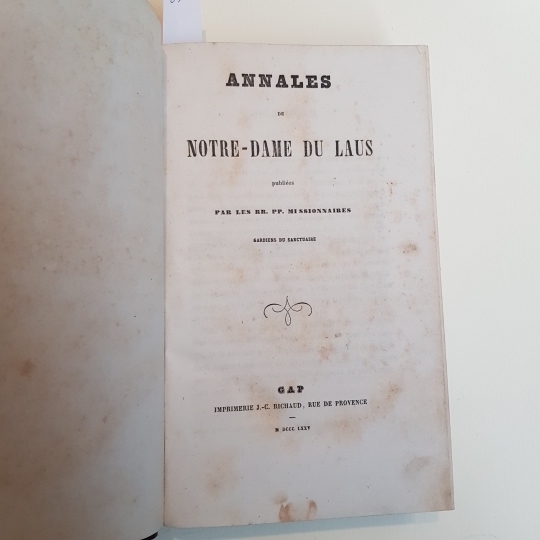 ANNALES
DE
NOTRE-DAME DU LAUS
publiées
PAR LES RR. PP. MISSIONNAIRES
GARDIENS DU SANCTUAIRE
GAP
IMPRIMERIE J.-C. RICHAUD, RUE DE PROVENCE
M DCCC LXXV